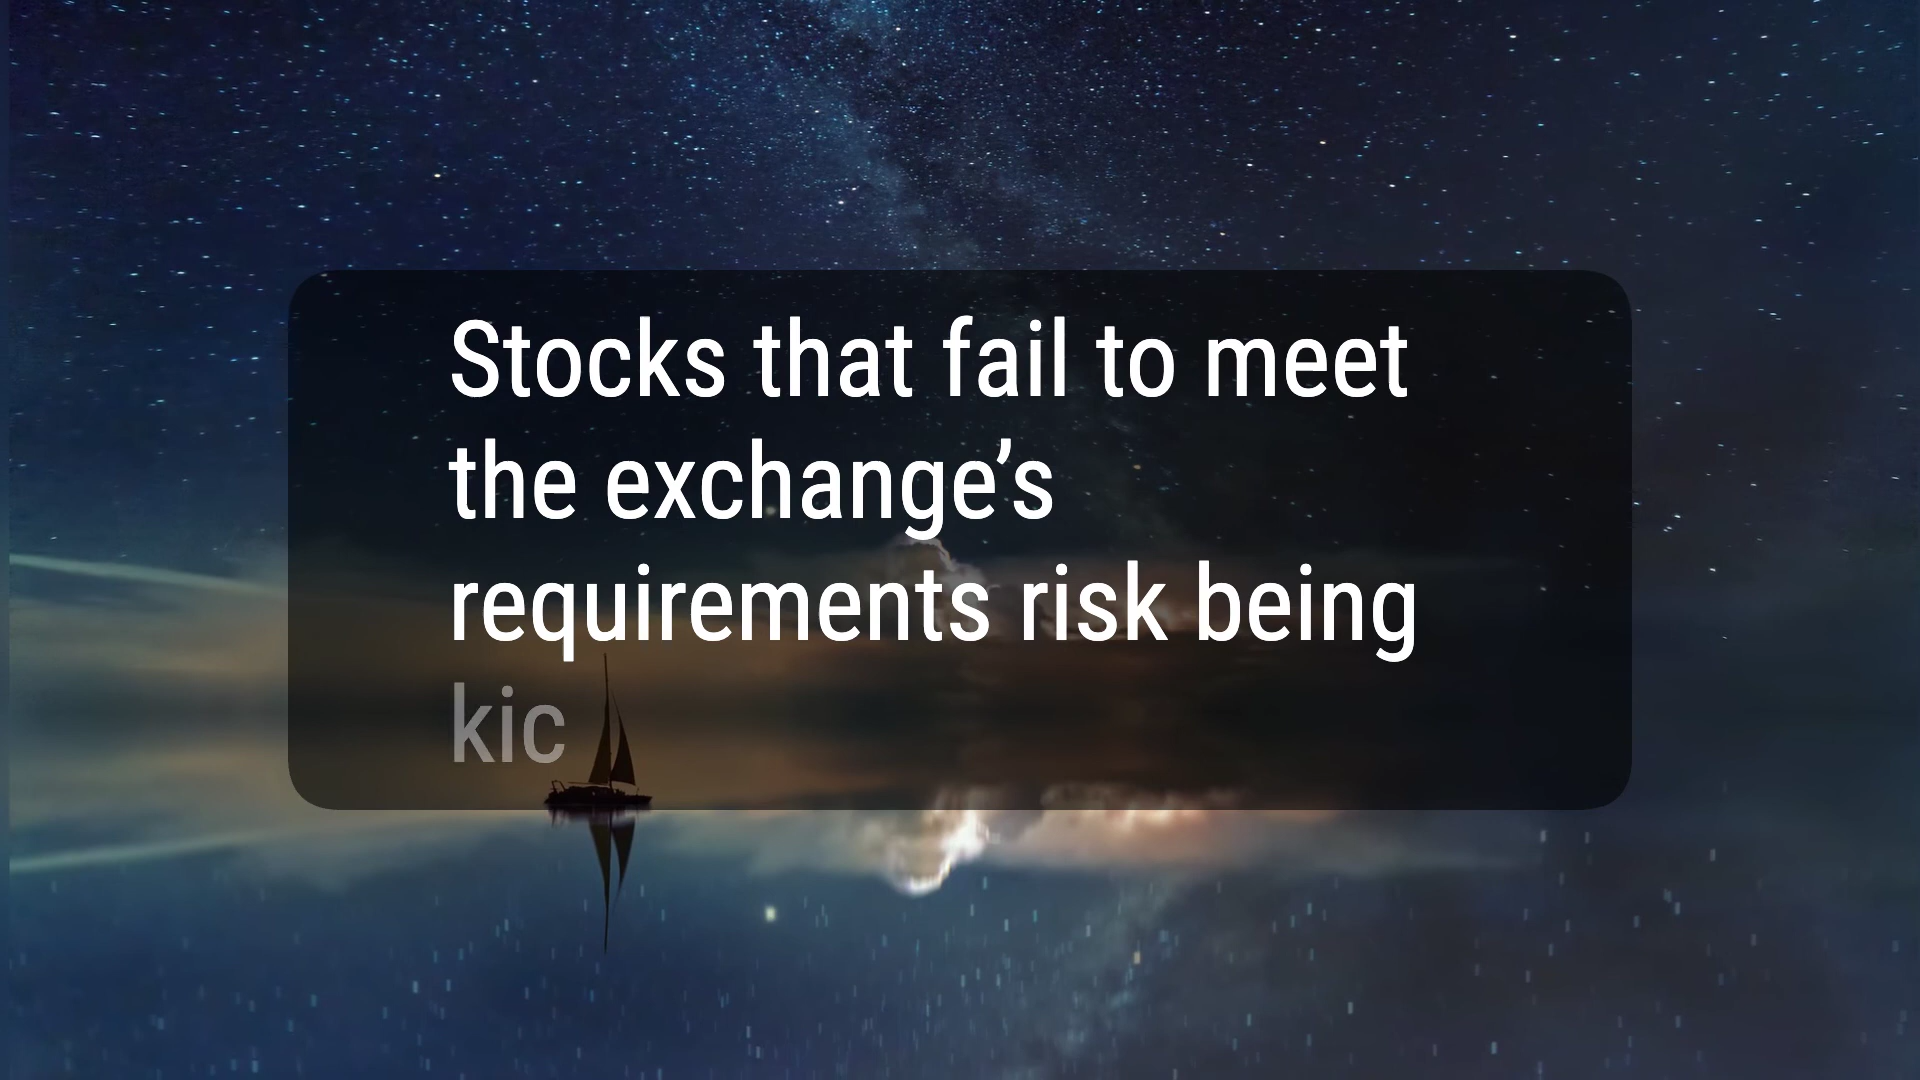 Stocks that fail to meet
the exchange’s
requirements risk being
kic